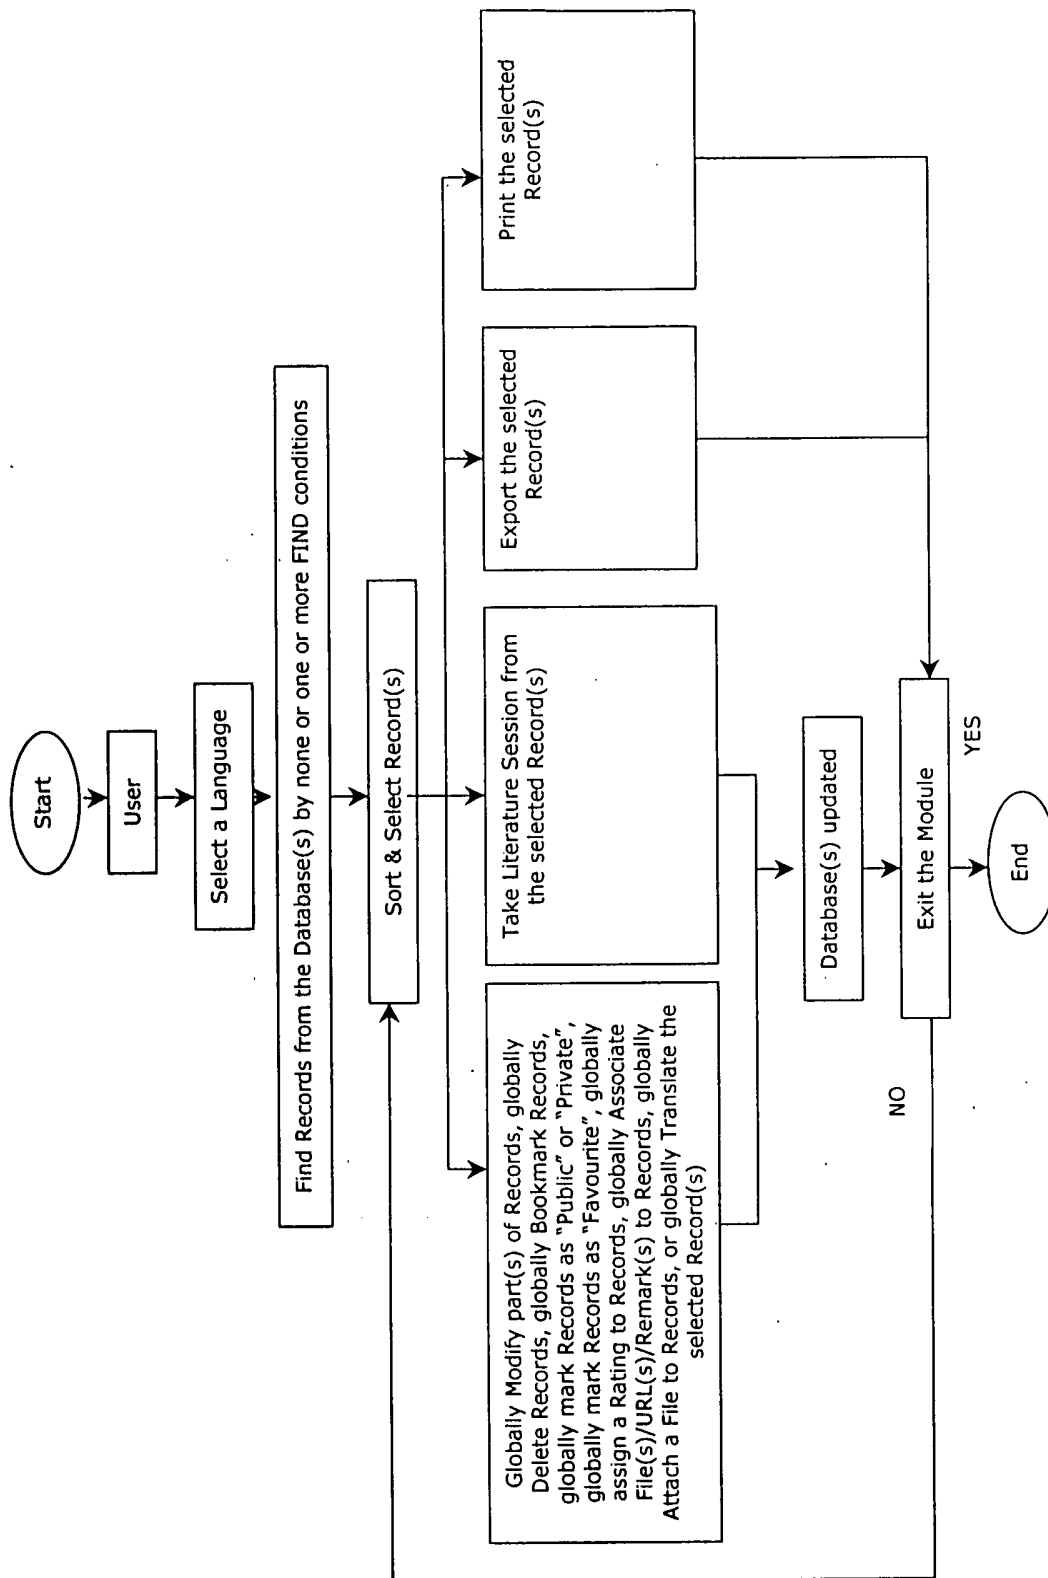 Start
User
Select a Language
Find Records from the Database(s) by none or one or more FIND conditions
Sort & Select Record(s)
Globally Modify part(s) of Records, globally
Delete Records, globally Bookmark Records,
globally mark Records as “Public” or “Private”,
globally mark Records as “Favourite”, globally
assign a Rating to Records, globally Associate
File(s)/URL(s)/Remark(s) to Records, globally
Attach a File to Records, or globally Translate the
selected Record(s)
Take Literature Session from
the selected Record(s)
Export the selected
Record(s)
Print the selected
Record(s)
Database(s) updated
Exit the Module
NO
YES
End